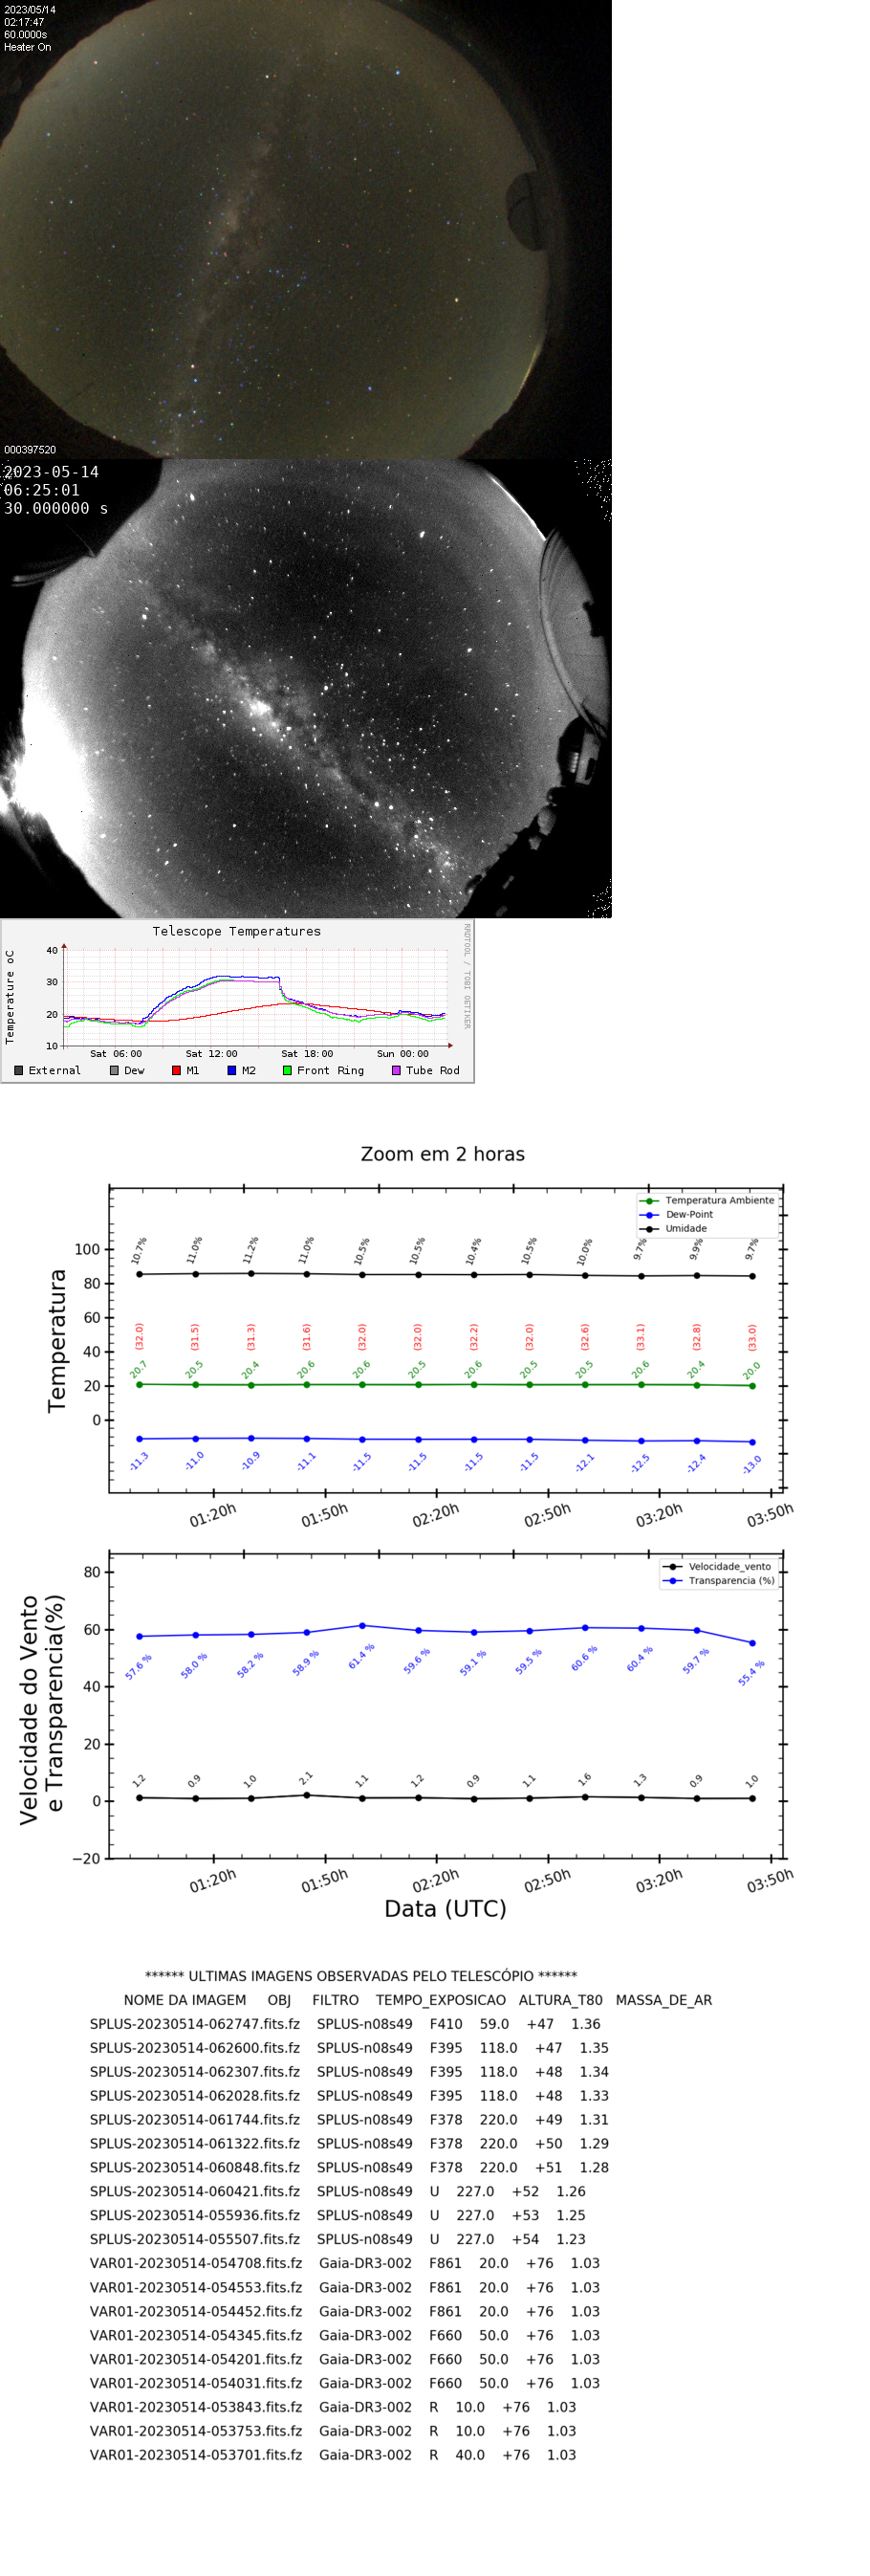 2023/05/14
02:17:47
60.0000s
Heater On
000397520
2023-05-14
06:25:01
30.000000 s
Telescope Temperatures
RRDTOOL / TOBI OETIKER
Temperature oC
40
30
20
10
Sat 06:00 Sat 12:00 Sat 18:00 Sun 00:00
External Dew M1 M2 Front Ring Tube Rod
Zoom em 2 horas
Temperatura Ambiente
Dew-Point
Umidade
Temperatura
100
80
60
40
20
0
10.7% 11.0% 11.2% 11.0% 10.5% 10.5% 10.4% 10.5% 10.0% 9.7% 9.9% 9.7%
(32.0) (31.5) (31.3) (31.6) (32.0) (32.0) (32.2) (32.0) (32.6) (33.1) (32.8) (33.0)
20.7 20.5 20.4 20.6 20.6 20.5 20.6 20.5 20.5 20.6 20.4 20.0
-11.3 -11.0 -10.9 -11.1 -11.5 -11.5 -11.5 -11.5 -12.1 -12.5 -12.4 -13.0
01:20h 01:50h 02:20h 02:50h 03:20h 03:50h
Velocidade_vento
Transparencia (%)
Velocidade do Vento
e Transparencia(%)
80
60
40
20
0
−20
57.6 % 58.0 % 58.2 % 58.9 % 61.4 % 59.6 % 59.1 % 59.5 % 60.6 % 60.4 % 59.7 % 55.4 %
1.2 0.9 1.0 2.1 1.1 1.2 0.9 1.1 1.6 1.3 0.9 1.0
01:20h 01:50h 02:20h 02:50h 03:20h 03:50h
Data (UTC)
****** ULTIMAS IMAGENS OBSERVADAS PELO TELESCÓPIO ******
NOME DA IMAGEM OBJ FILTRO TEMPO_EXPOSICAO ALTURA_T80 MASSA_DE_AR
SPLUS-20230514-062747.fits.fz SPLUS-n08s49 F410 59.0 +47 1.36
SPLUS-20230514-062600.fits.fz SPLUS-n08s49 F395 118.0 +47 1.35
SPLUS-20230514-062307.fits.fz SPLUS-n08s49 F395 118.0 +48 1.34
SPLUS-20230514-062028.fits.fz SPLUS-n08s49 F395 118.0 +48 1.33
SPLUS-20230514-061744.fits.fz SPLUS-n08s49 F378 220.0 +49 1.31
SPLUS-20230514-061322.fits.fz SPLUS-n08s49 F378 220.0 +50 1.29
SPLUS-20230514-060848.fits.fz SPLUS-n08s49 F378 220.0 +51 1.28
SPLUS-20230514-060421.fits.fz SPLUS-n08s49 U 227.0 +52 1.26
SPLUS-20230514-055936.fits.fz SPLUS-n08s49 U 227.0 +53 1.25
SPLUS-20230514-055507.fits.fz SPLUS-n08s49 U 227.0 +54 1.23
VAR01-20230514-054708.fits.fz Gaia-DR3-002 F861 20.0 +76 1.03
VAR01-20230514-054553.fits.fz Gaia-DR3-002 F861 20.0 +76 1.03
VAR01-20230514-054452.fits.fz Gaia-DR3-002 F861 20.0 +76 1.03
VAR01-20230514-054345.fits.fz Gaia-DR3-002 F660 50.0 +76 1.03
VAR01-20230514-054201.fits.fz Gaia-DR3-002 F660 50.0 +76 1.03
VAR01-20230514-054031.fits.fz Gaia-DR3-002 F660 50.0 +76 1.03
VAR01-20230514-053843.fits.fz Gaia-DR3-002 R 10.0 +76 1.03
VAR01-20230514-053753.fits.fz Gaia-DR3-002 R 10.0 +76 1.03
VAR01-20230514-053701.fits.fz Gaia-DR3-002 R 40.0 +76 1.03